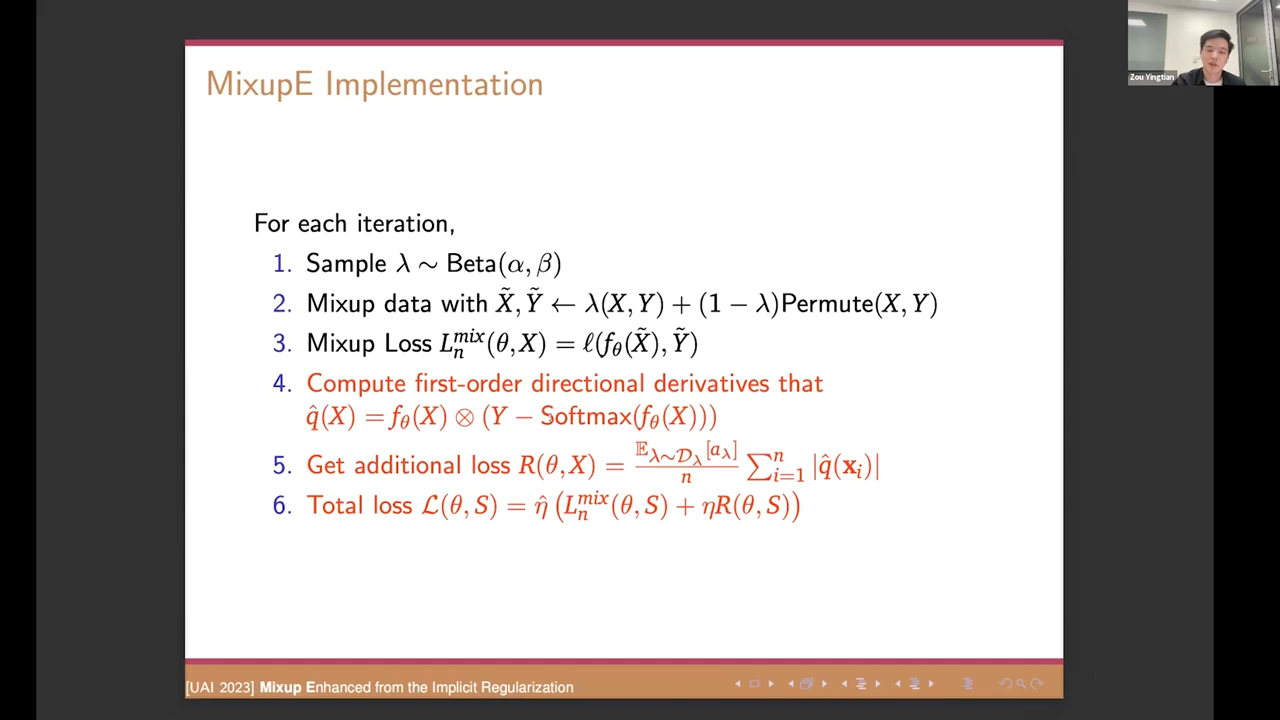 MixupE Implementation
Zou Yingtian
For each iteration,
1. Sample λ ∼ Beta(α, β)
2. Mixup data with X̃, Ỹ ← λ(X, Y) + (1 − λ)Permute(X, Y)
3. Mixup Loss L_n^{mix}(θ, X) = ℓ(f_θ(X̃), Ỹ)
4. Compute first-order directional derivatives that
q̂(X) = f_θ(X) ⊗ (Y − Softmax(f_θ(X)))
5. Get additional loss R(θ, X) = \frac{𝔼_{λ∼𝒟_λ}[a_λ]}{n} ∑_{i=1}^{n} |q̂(𝐱_i)|
6. Total loss ℒ(θ, S) = η̂ (L_n^{mix}(θ, S) + ηR(θ, S))
[UAI 2023] Mixup Enhanced from the Implicit Regularization